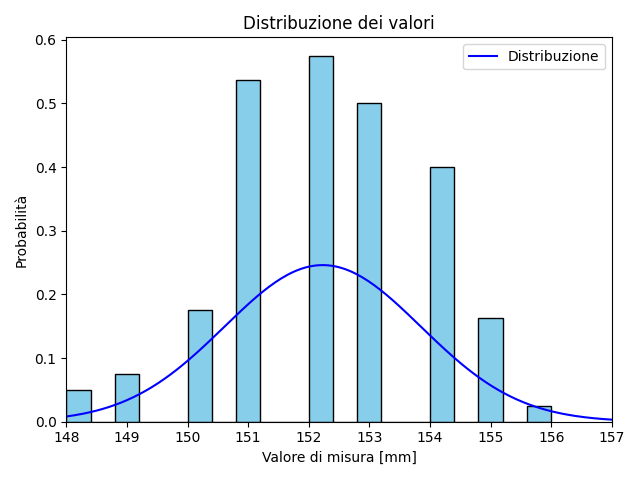 Distribuzione dei valori
Distribuzione
Probabilità
0.6
0.5
0.4
0.3
0.2
0.1
0.0
148 149 150 151 152 153 154 155 156 157
Valore di misura [mm]